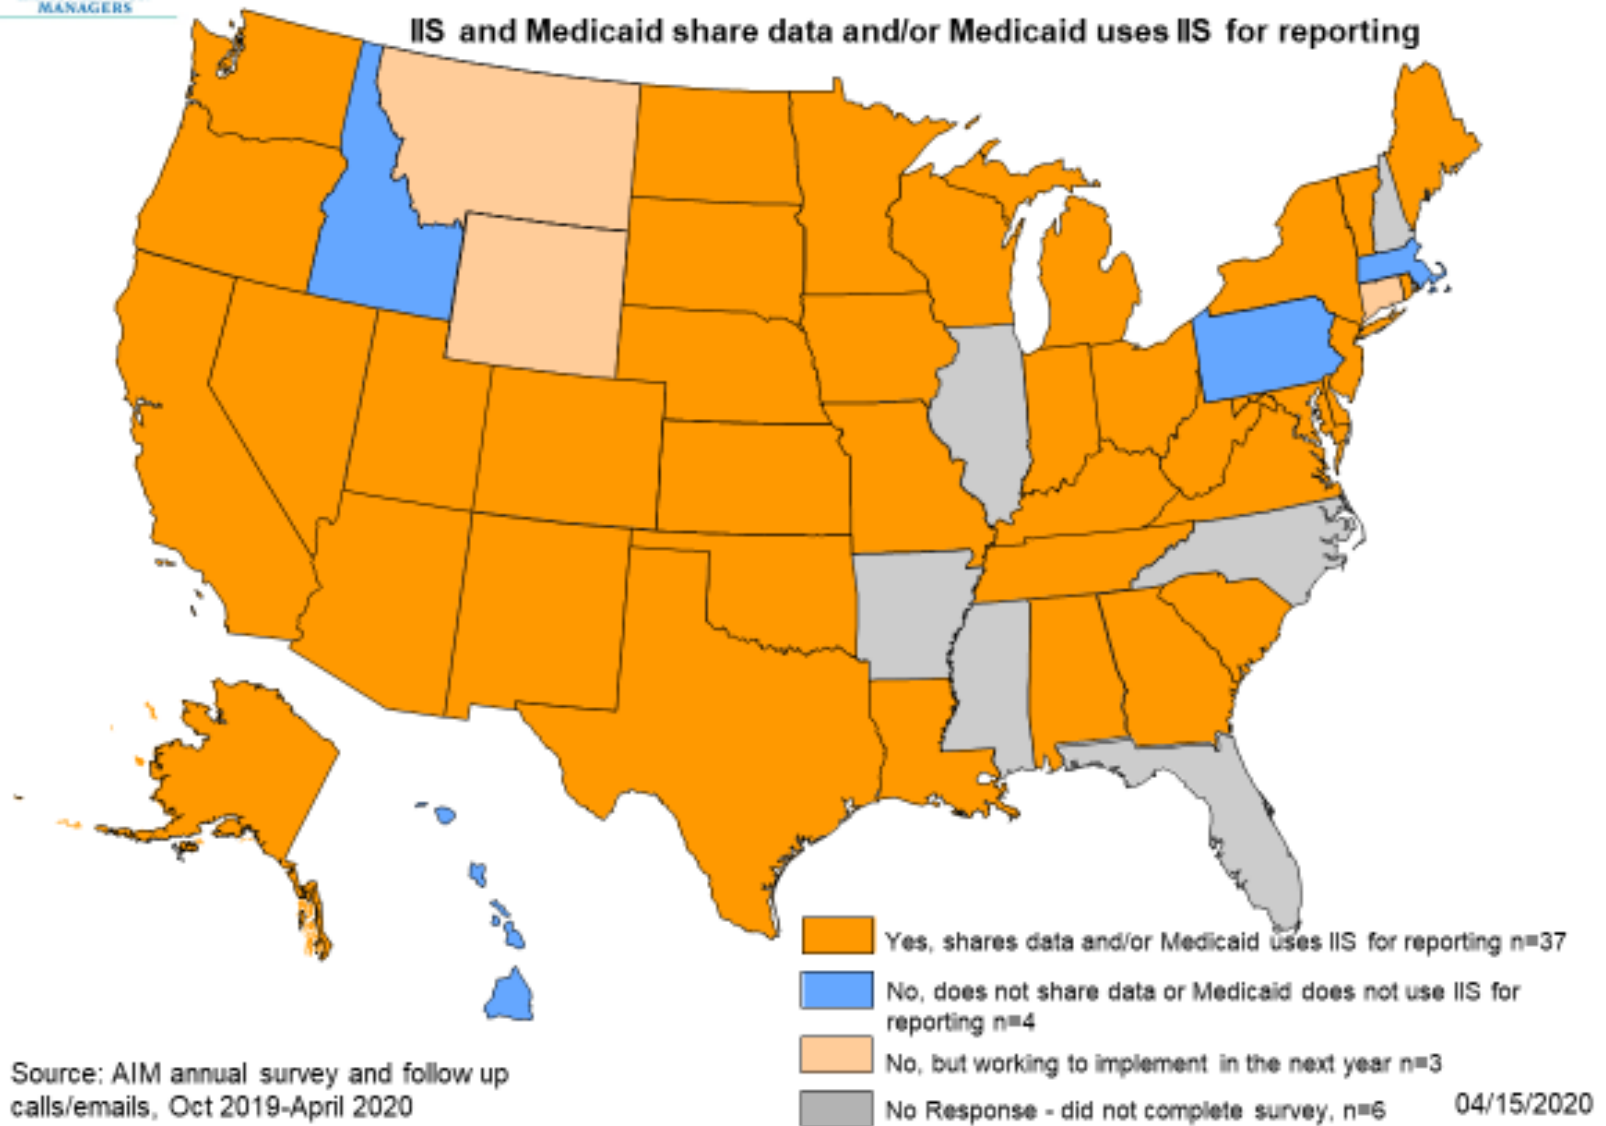 MANAGERS
IIS and Medicaid share data and/or Medicaid uses IIS for reporting
Yes, shares data and/or Medicaid uses IIS for reporting n=37
No, does not share data or Medicaid does not use IIS for
reporting n=4
No, but working to implement in the next year n=3
No Response - did not complete survey, n=6
Source: AIM annual survey and follow up
calls/emails, Oct 2019-April 2020
04/15/2020